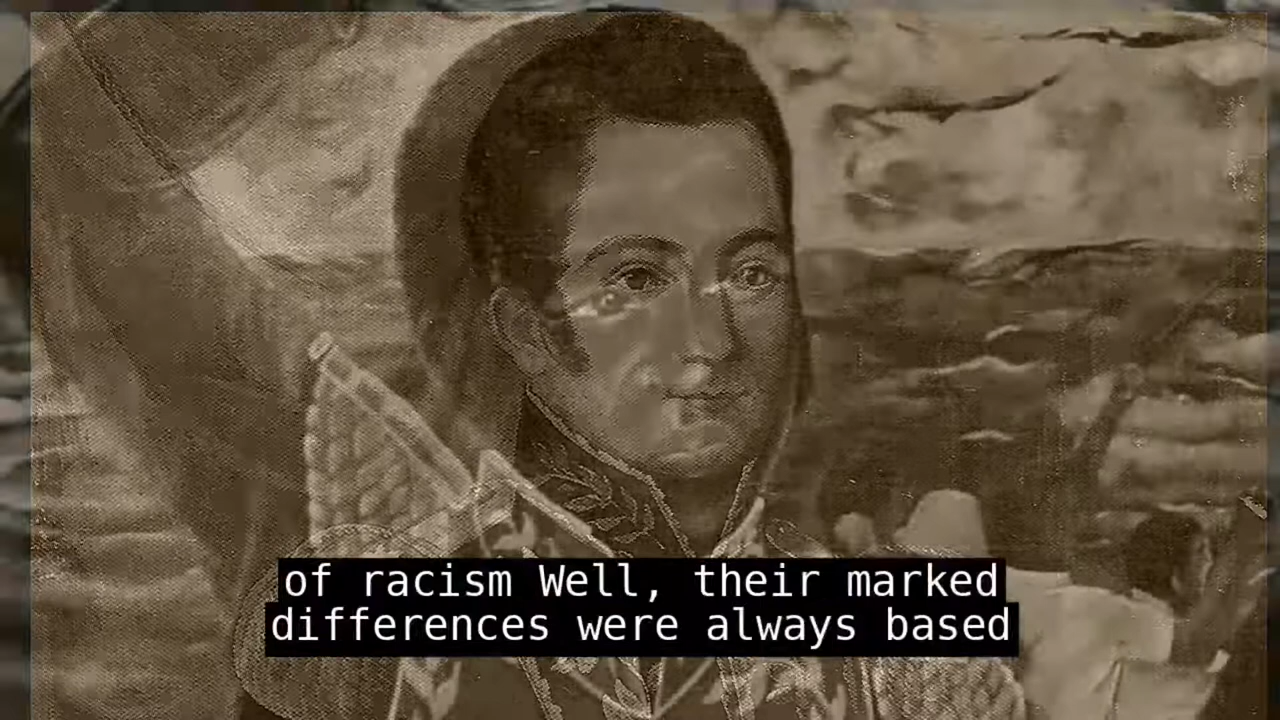 of racism Well, their marked
differences were always based